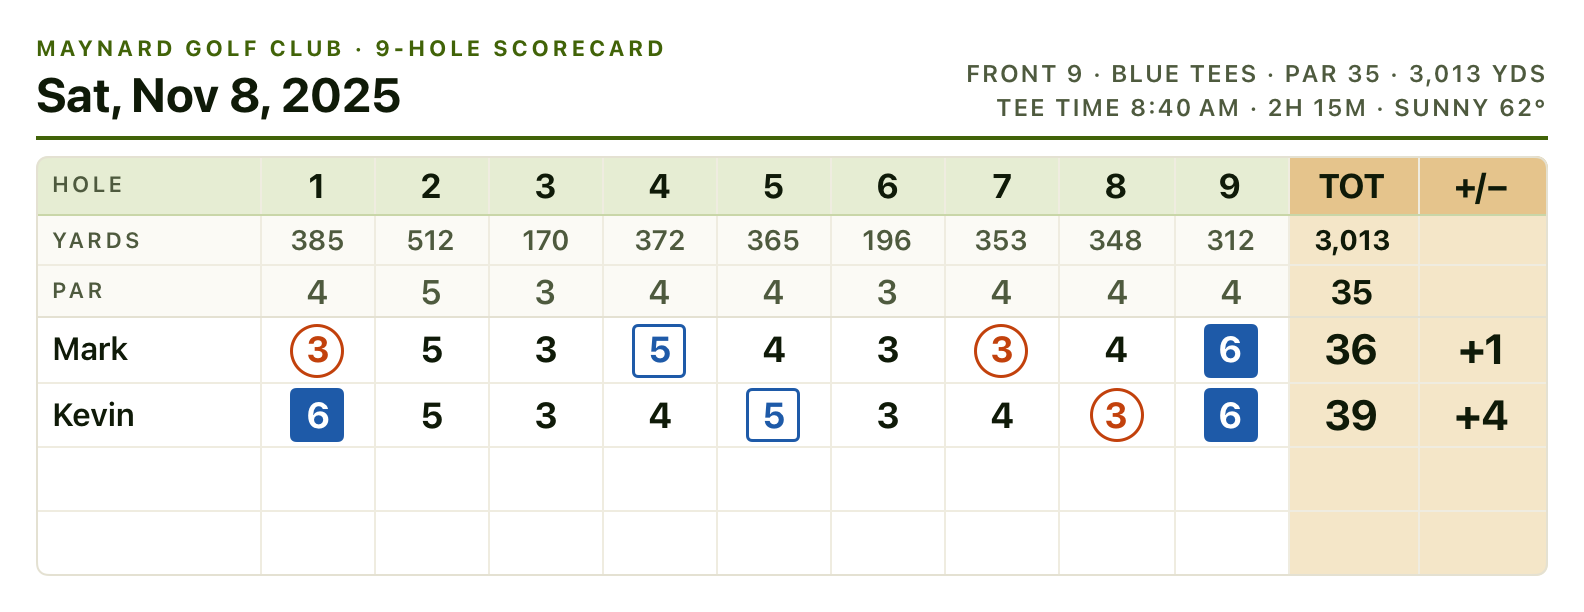 MAYNARD GOLF CLUB · 9-HOLE SCORECARD
Sat, Nov 8, 2025
FRONT 9 · BLUE TEES · PAR 35 · 3,013 YDS
TEE TIME 8:40 AM · 2H 15M · SUNNY 62°
HOLE 1 2 3 4 5 6 7 8 9 TOT +/−
YARDS 385 512 170 372 365 196 353 348 312 3,013
PAR 4 5 3 4 4 3 4 4 4 35
Mark 3 5 3 5 4 3 3 4 6 36 +1
Kevin 6 5 3 4 5 3 4 3 6 39 +4